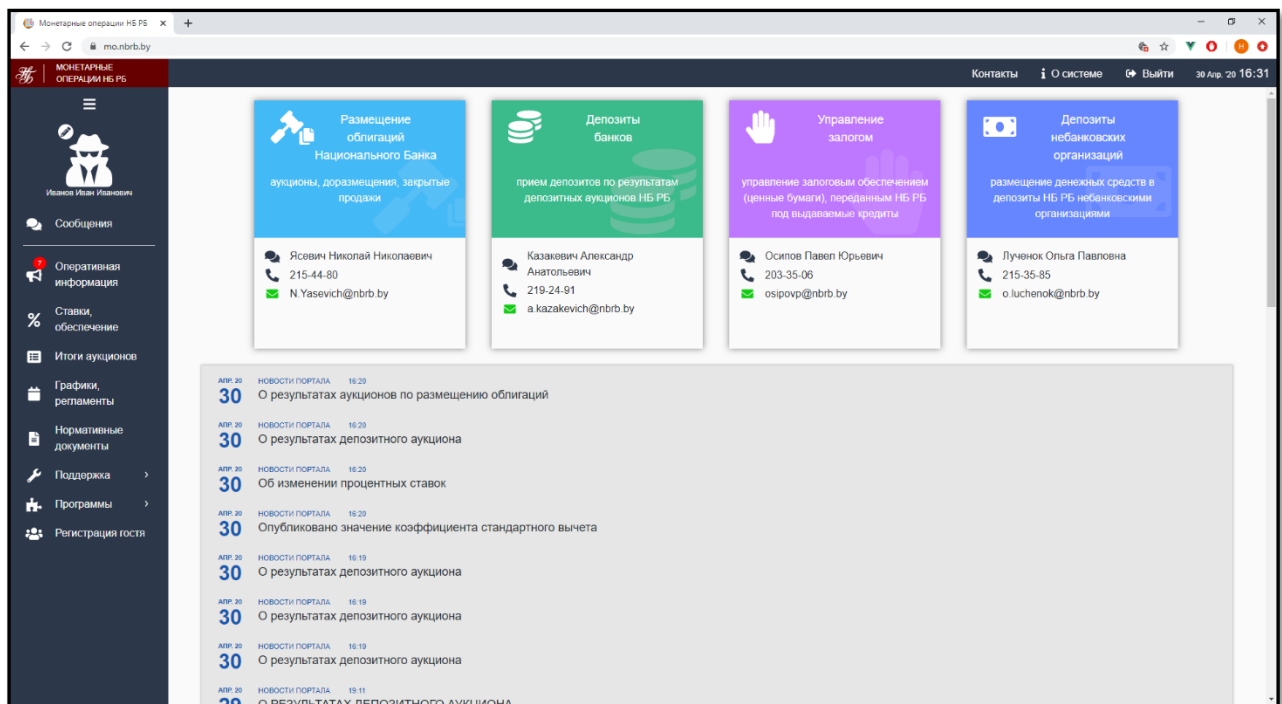 Монетарные операции НБ РБ
mo.nbrb.by
Н
МОНЕТАРНЫЕ
ОПЕРАЦИИ НБ РБ
Контакты
О системе
Выйти
30 Апр. '20 16:31
Иванов Иван Иванович
Сообщения
7
Оперативная
информация
Ставки,
обеспечение
Итоги аукционов
Графики,
регламенты
Нормативные
документы
Поддержка
Программы
Регистрация гостя
Размещение
облигаций
Национального Банка
аукционы, доразмещения, закрытые
продажи
Ясевич Николай Николаевич
215-44-80
N.Yasevich@nbrb.by
Депозиты
банков
прием депозитов по результатам
депозитных аукционов НБ РБ
Казакевич Александр
Анатольевич
219-24-91
a.kazakevich@nbrb.by
Управление
залогом
управление залоговым обеспечением
(ценные бумаги), переданным НБ РБ
под выдаваемые кредиты
Осипов Павел Юрьевич
203-35-06
osipovp@nbrb.by
Депозиты
небанковских
организаций
размещение денежных средств в
депозиты НБ РБ небанковскими
организациями
Лученок Ольга Павловна
215-35-85
o.luchenok@nbrb.by
АПР. 20 НОВОСТИ ПОРТАЛА 16:20
30 О результатах аукционов по размещению облигаций
АПР. 20 НОВОСТИ ПОРТАЛА 16:20
30 О результатах депозитного аукциона
АПР. 20 НОВОСТИ ПОРТАЛА 16:20
30 Об изменении процентных ставок
АПР. 20 НОВОСТИ ПОРТАЛА 16:20
30 Опубликовано значение коэффициента стандартного вычета
АПР. 20 НОВОСТИ ПОРТАЛА 16:19
30 О результатах депозитного аукциона
АПР. 20 НОВОСТИ ПОРТАЛА 16:19
30 О результатах депозитного аукциона
АПР. 20 НОВОСТИ ПОРТАЛА 16:19
30 О результатах депозитного аукциона
АПР. 20 НОВОСТИ ПОРТАЛА 19:11
29 О РЕЗУЛЬТАТАХ ДЕПОЗИТНОГО АУКЦИОНА